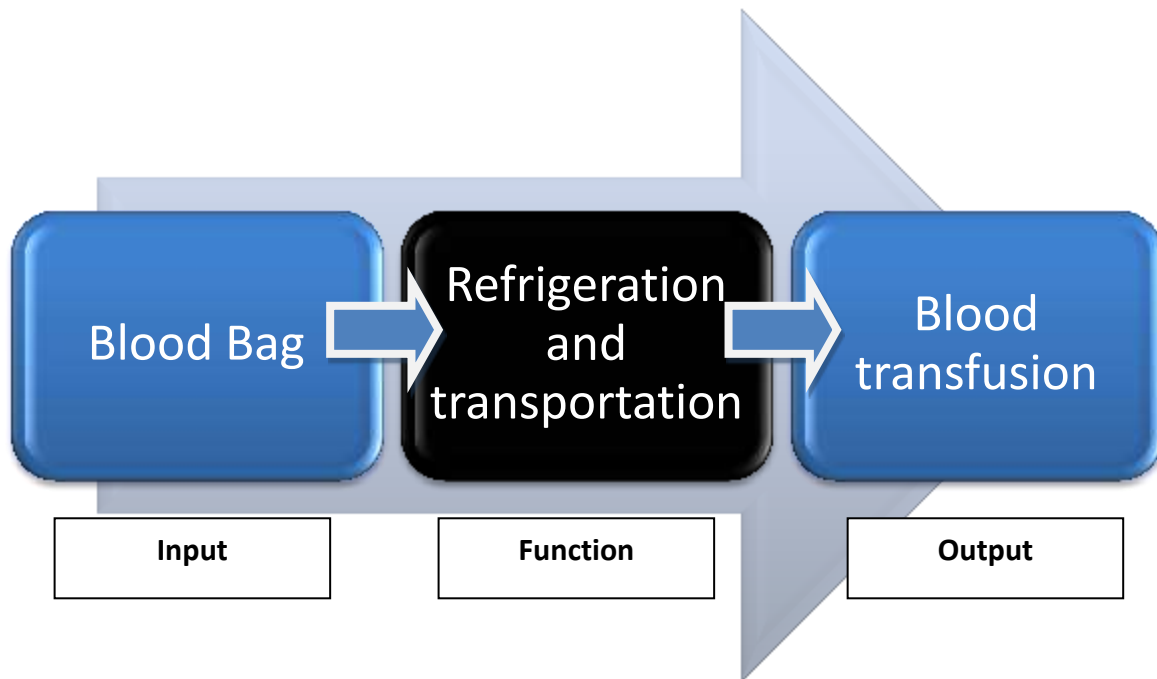 Blood Bag
Refrigeration
and
transportation
Blood
transfusion
Input
Function
Output